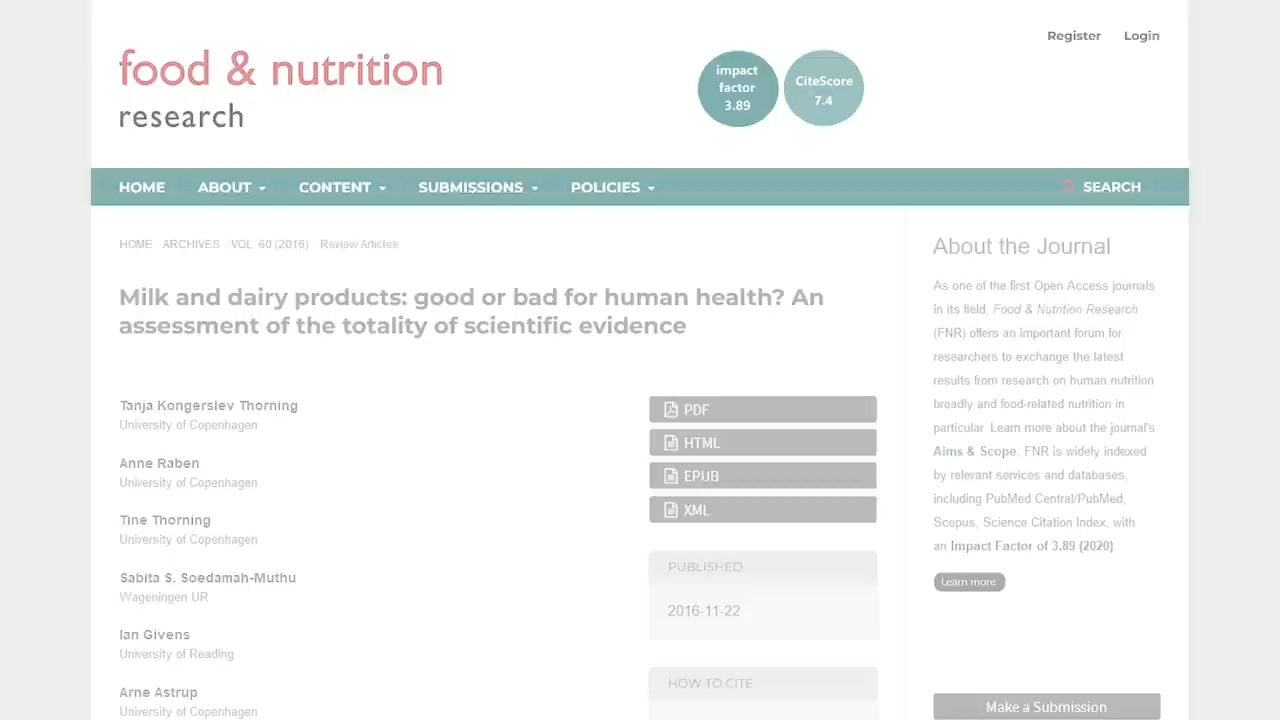 Register Login
food & nutrition
research
impact
factor
3.89
CiteScore
7.4
HOME ABOUT CONTENT SUBMISSIONS POLICIES SEARCH
HOME ARCHIVES VOL. 60 (2016) Review Articles
Milk and dairy products: good or bad for human health? An
assessment of the totality of scientific evidence
Tanja Kongerslev Thorning
University of Copenhagen
Anne Raben
University of Copenhagen
Tine Thorning
University of Copenhagen
Sabita S. Soedamah-Muthu
Wageningen UR
Ian Givens
University of Reading
Arne Astrup
University of Copenhagen
PDF
HTML
EPUB
XML
PUBLISHED
2016-11-22
HOW TO CITE
About the Journal
As one of the first Open Access journals
in its field, Food & Nutrition Research
(FNR) offers an important forum for
researchers to exchange the latest
results from research on human nutrition
broadly and food-related nutrition in
particular. Learn more about the journal's
Aims & Scope. FNR is widely indexed
by relevant services and databases,
including PubMed Central/PubMed,
Scopus, Science Citation Index, with
an Impact Factor of 3.89 (2020).
Learn more
Make a Submission